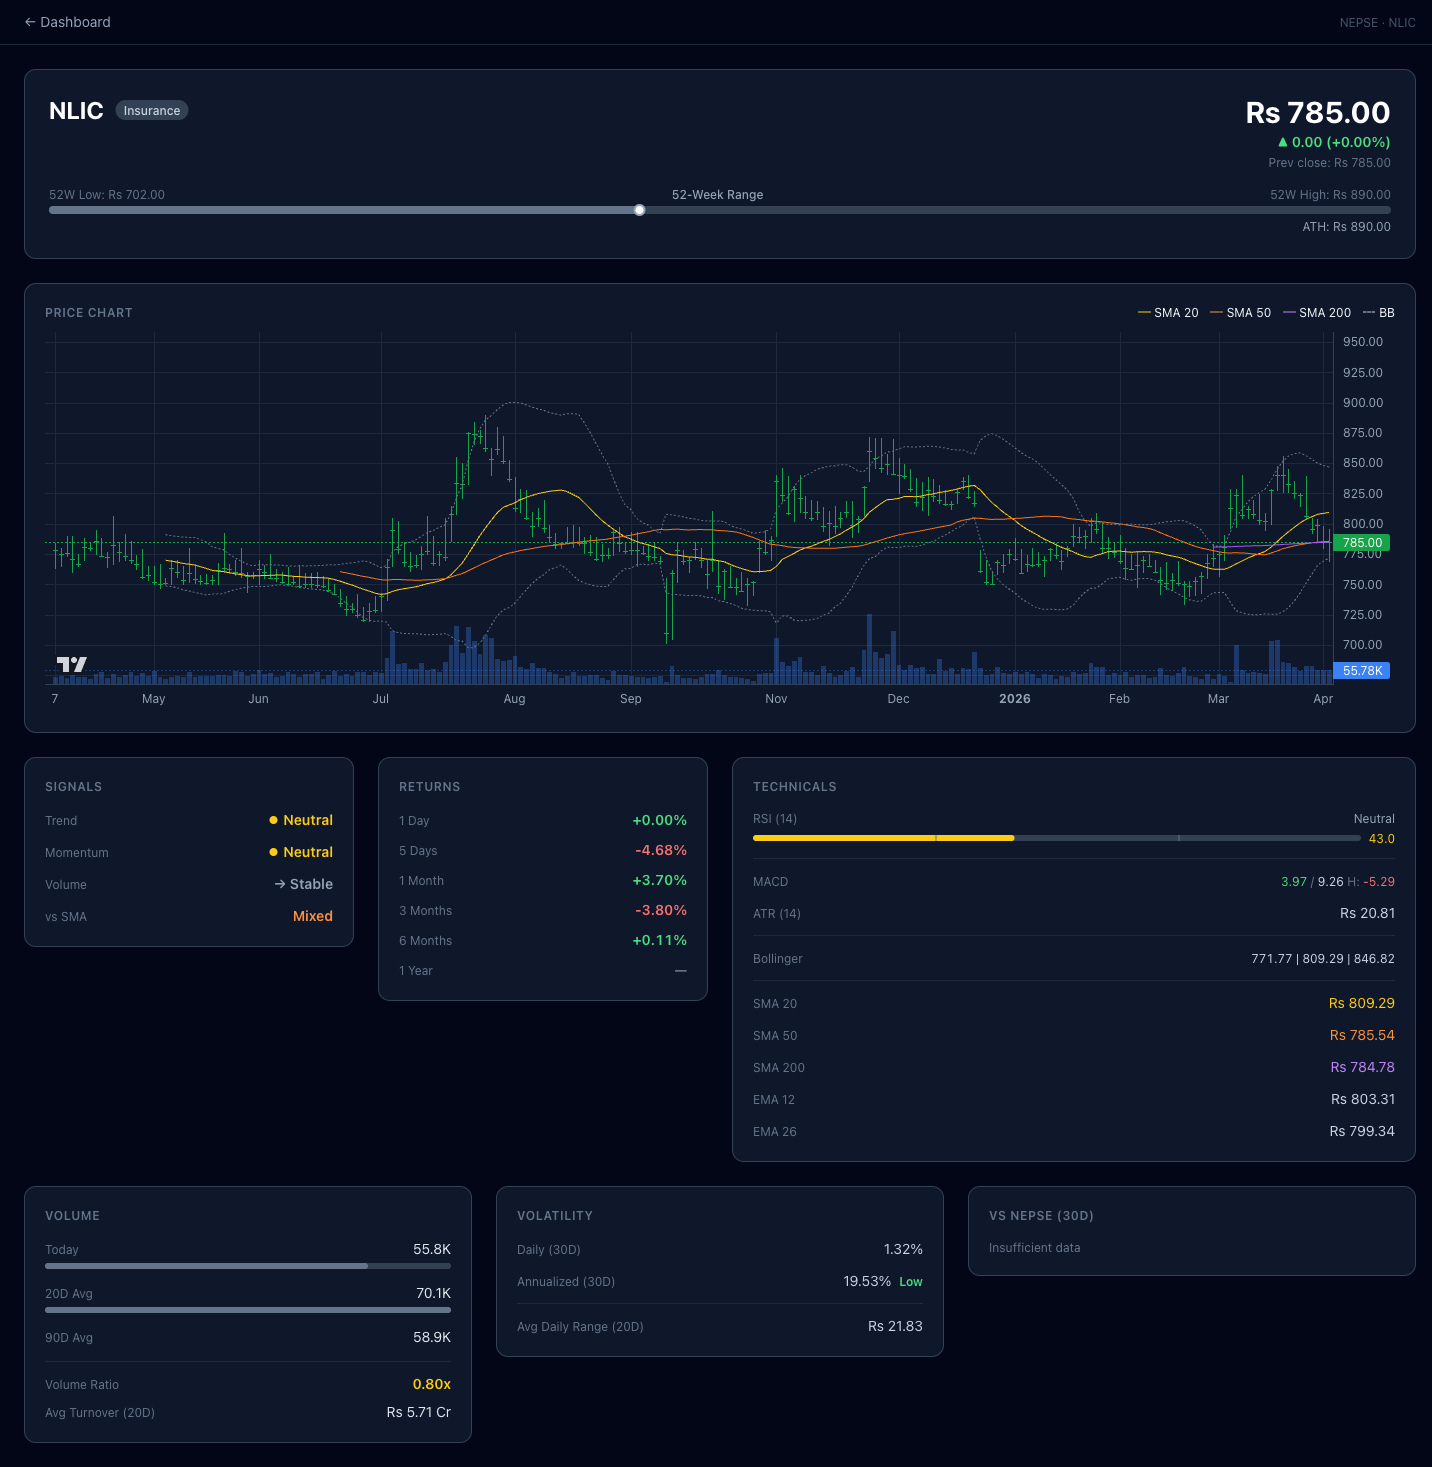 ← Dashboard
NEPSE · NLIC
NLIC Insurance
Rs 785.00
▲ 0.00 (+0.00%)
Prev close: Rs 785.00
52W Low: Rs 702.00 52-Week Range 52W High: Rs 890.00
ATH: Rs 890.00
PRICE CHART
SMA 20 SMA 50 SMA 200 BB
950.00
925.00
900.00
875.00
850.00
825.00
800.00
785.00
775.00
750.00
725.00
700.00
55.78K
7 May Jun Jul Aug Sep Nov Dec 2026 Feb Mar Apr
SIGNALS
Trend ● Neutral
Momentum ● Neutral
Volume → Stable
vs SMA Mixed
RETURNS
1 Day +0.00%
5 Days -4.68%
1 Month +3.70%
3 Months -3.80%
6 Months +0.11%
1 Year —
TECHNICALS
RSI (14) Neutral
43.0
MACD 3.97 / 9.26 H: -5.29
ATR (14) Rs 20.81
Bollinger 771.77 | 809.29 | 846.82
SMA 20 Rs 809.29
SMA 50 Rs 785.54
SMA 200 Rs 784.78
EMA 12 Rs 803.31
EMA 26 Rs 799.34
VOLUME
Today 55.8K
20D Avg 70.1K
90D Avg 58.9K
Volume Ratio 0.80x
Avg Turnover (20D) Rs 5.71 Cr
VOLATILITY
Daily (30D) 1.32%
Annualized (30D) 19.53% Low
Avg Daily Range (20D) Rs 21.83
VS NEPSE (30D)
Insufficient data